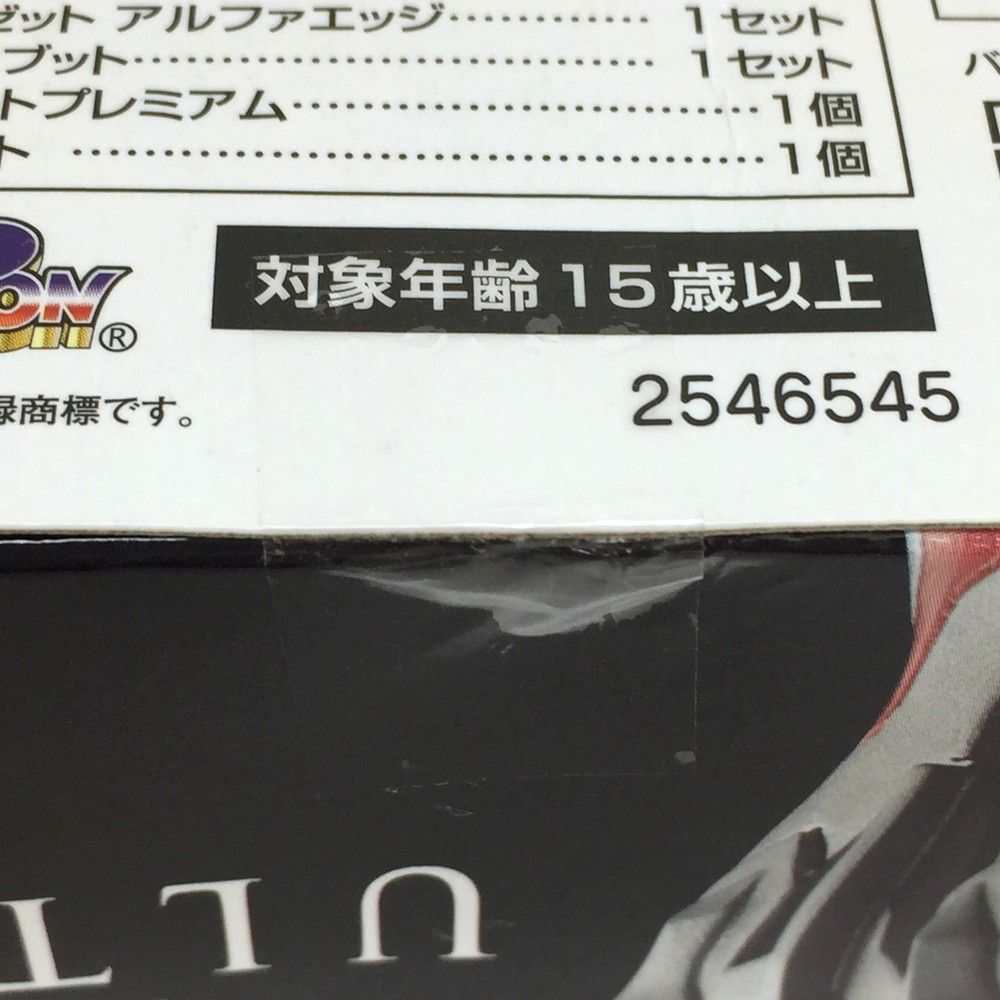 ゼット アルファエッジ…………… 1セット
ブット…………………………… 1セット
トプレミアム…………………………1個
ト ……………………………………1個
対象年齢15歳以上
®
録商標です。
2546545
ULT